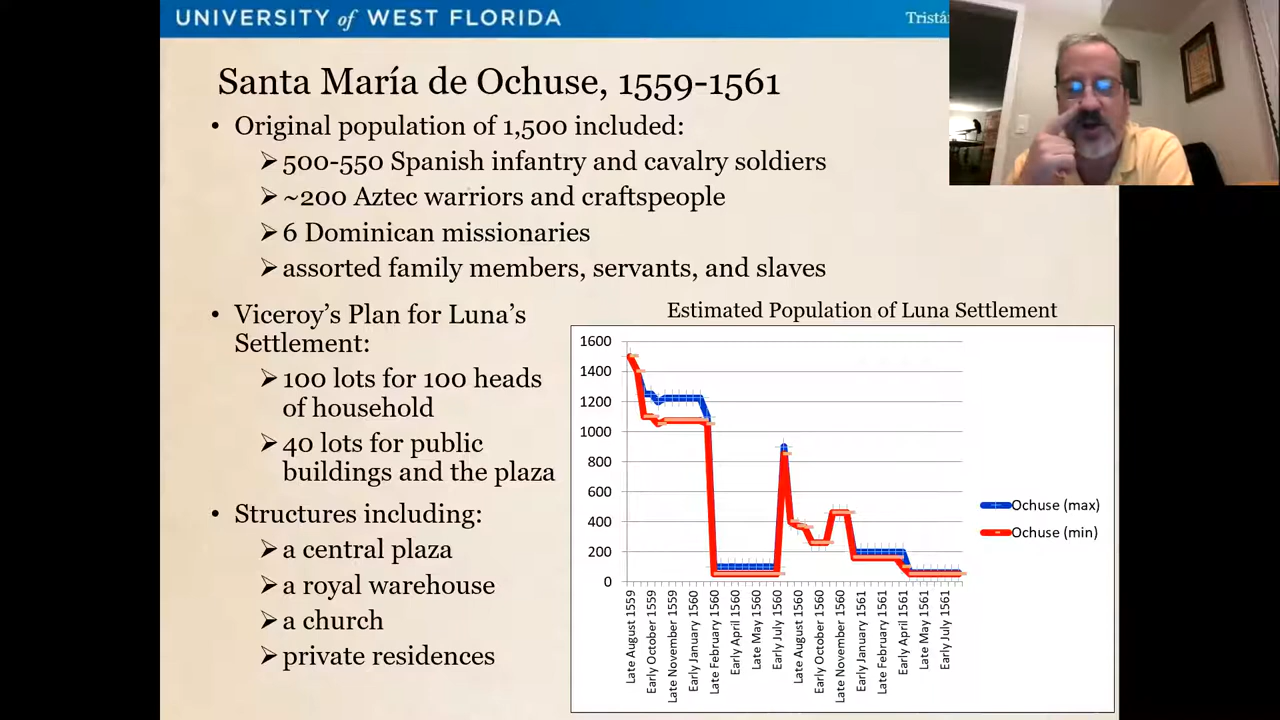 UNIVERSITY of WEST FLORIDA
Santa María de Ochuse, 1559-1561
• Original population of 1,500 included:
➢ 500-550 Spanish infantry and cavalry soldiers
➢ ~200 Aztec warriors and craftspeople
➢ 6 Dominican missionaries
➢ assorted family members, servants, and slaves
• Viceroy's Plan for Luna's
Settlement:
➢ 100 lots for 100 heads
of household
➢ 40 lots for public
buildings and the plaza
• Structures including:
➢ a central plaza
➢ a royal warehouse
➢ a church
➢ private residences
Estimated Population of Luna Settlement
1600
1400
1200
1000
800
600
400
200
0
Late August 1559
Early October 1559
Late November 1559
Early January 1560
Late February 1560
Early April 1560
Late May 1560
Early July 1560
Late August 1560
Early October 1560
Late November 1560
Early January 1561
Late February 1561
Early April 1561
Late May 1561
Early July 1561
Ochuse (max)
Ochuse (min)